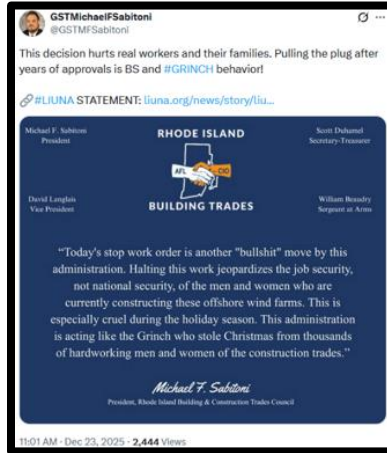 GSTMichaelFSabitoni
@GSTMFSabitoni
This decision hurts real workers and their families. Pulling the plug after
years of approvals is BS and #GRINCH behavior!
🔗#LIUNA STATEMENT: liuna.org/news/story/liu...
Michael F. Sabitoni
President
RHODE ISLAND
Scott Duhamel
Secretary-Treasurer
AFL CIO
David Langlais
Vice President
BUILDING TRADES
William Beaudry
Sergeant at Arms
“Today's stop work order is another "bullshit" move by this
administration. Halting this work jeopardizes the job security,
not national security, of the men and women who are
currently constructing these offshore wind farms. This is
especially cruel during the holiday season. This administration
is acting like the Grinch who stole Christmas from thousands
of hardworking men and women of the construction trades.”
Michael F. Sabitoni
President, Rhode Island Building & Construction Trades Council
11:01 AM · Dec 23, 2025 · 2,444 Views